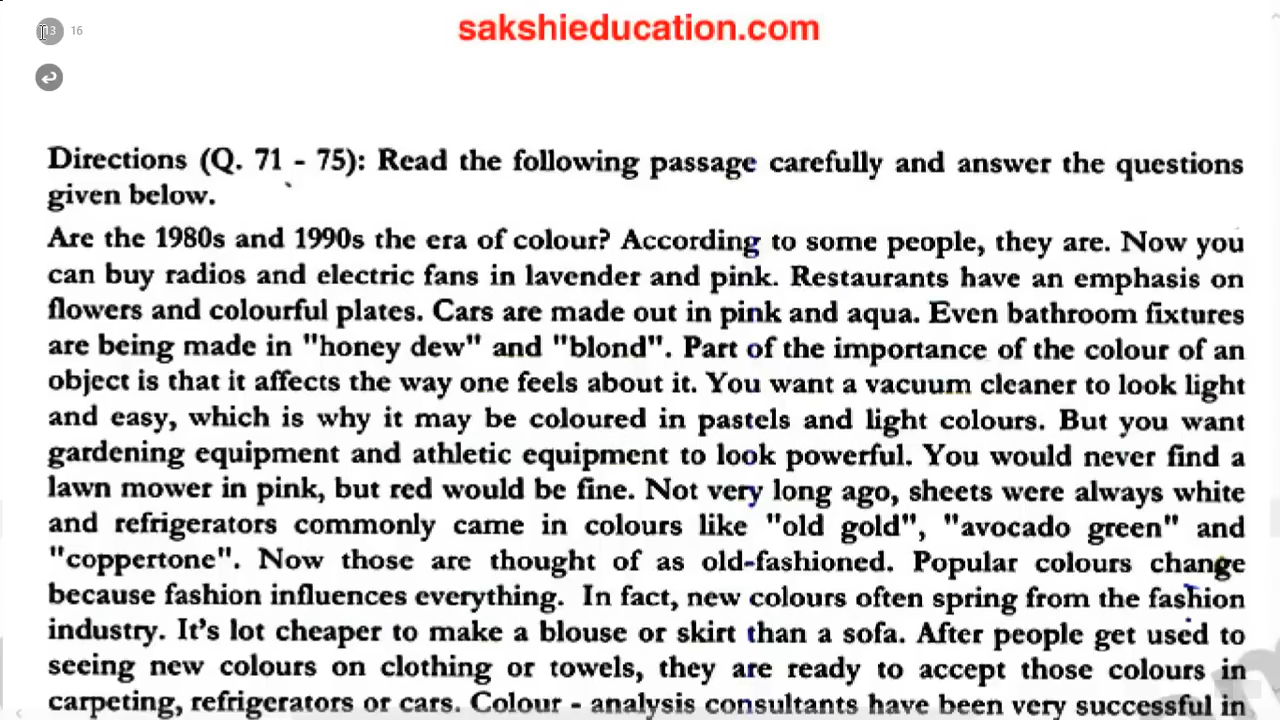 13 16
sakshieducation.com
Directions (Q. 71 - 75): Read the following passage carefully and answer the questions
given below.
Are the 1980s and 1990s the era of colour? According to some people, they are. Now you
can buy radios and electric fans in lavender and pink. Restaurants have an emphasis on
flowers and colourful plates. Cars are made out in pink and aqua. Even bathroom fixtures
are being made in "honey dew" and "blond". Part of the importance of the colour of an
object is that it affects the way one feels about it. You want a vacuum cleaner to look light
and easy, which is why it may be coloured in pastels and light colours. But you want
gardening equipment and athletic equipment to look powerful. You would never find a
lawn mower in pink, but red would be fine. Not very long ago, sheets were always white
and refrigerators commonly came in colours like "old gold", "avocado green" and
"coppertone". Now those are thought of as old-fashioned. Popular colours change
because fashion influences everything. In fact, new colours often spring from the fashion
industry. It's lot cheaper to make a blouse or skirt than a sofa. After people get used to
seeing new colours on clothing or towels, they are ready to accept those colours in
carpeting, refrigerators or cars. Colour - analysis consultants have been very successful in